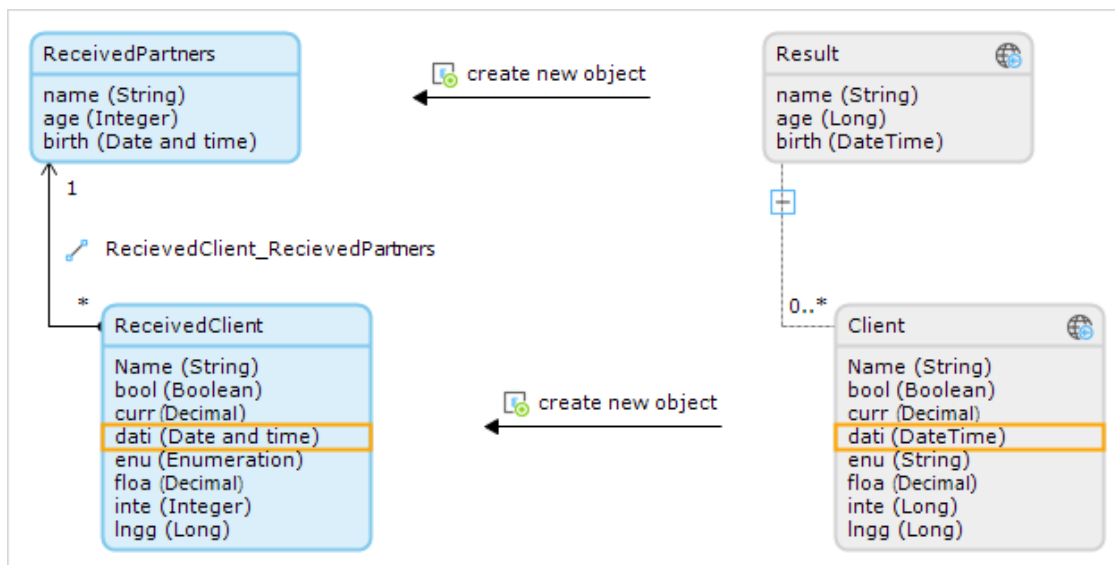 ReceivedPartners
name (String)
age (Integer)
birth (Date and time)
create new object
Result
name (String)
age (Long)
birth (DateTime)
1
RecievedClient_RecievedPartners
*
ReceivedClient
Name (String)
bool (Boolean)
curr (Decimal)
dati (Date and time)
enu (Enumeration)
floa (Decimal)
inte (Integer)
lngg (Long)
create new object
0..*
Client
Name (String)
bool (Boolean)
curr (Decimal)
dati (DateTime)
enu (String)
floa (Decimal)
inte (Long)
lngg (Long)